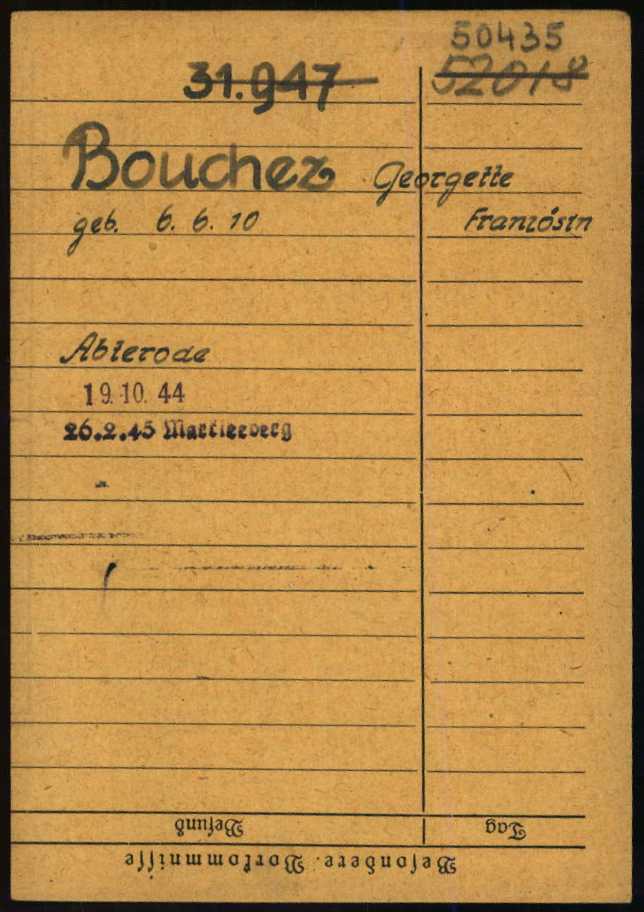 50435
31.947 52018
Bouchez Georgette
geb. 6. 6. 10 Französin
Abterode
19.10.44
26.2.45 Markleeberg
Befund Tag
Besondere Vorkommnisse